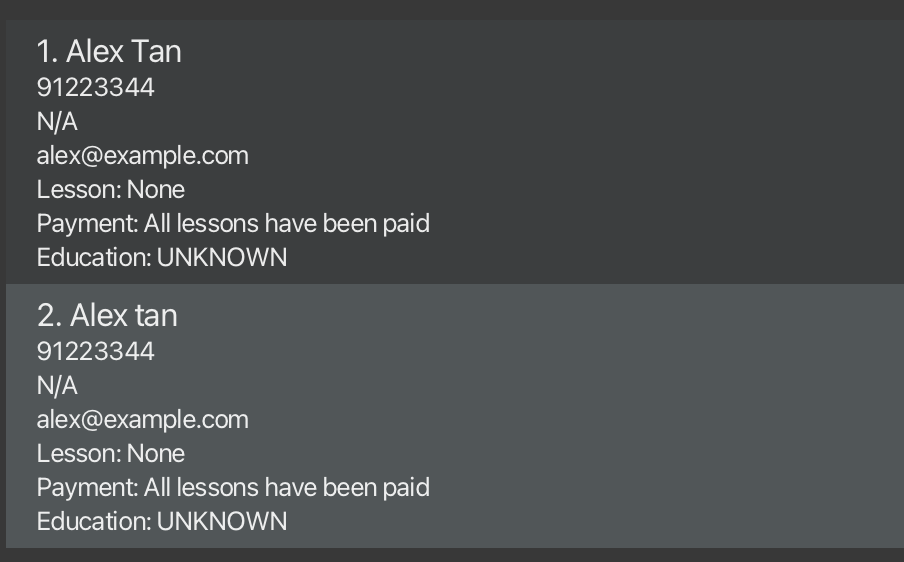 1. Alex Tan
91223344
N/A
alex@example.com
Lesson: None
Payment: All lessons have been paid
Education: UNKNOWN
2. Alex tan
91223344
N/A
alex@example.com
Lesson: None
Payment: All lessons have been paid
Education: UNKNOWN